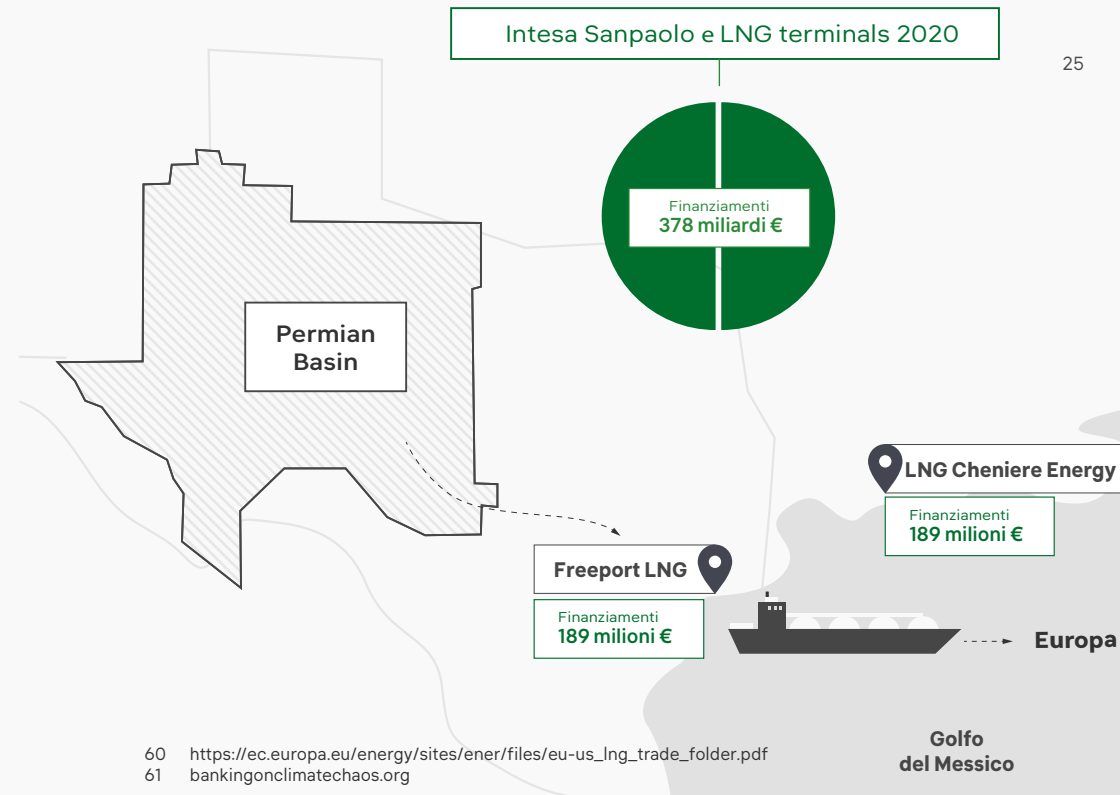 Intesa Sanpaolo e LNG terminals 2020
25
Finanziamenti
378 miliardi €
Permian
Basin
LNG Cheniere Energy
Finanziamenti
189 milioni €
Freeport LNG
Finanziamenti
189 milioni €
Europa
Golfo
del Messico
60 https://ec.europa.eu/energy/sites/ener/files/eu-us_lng_trade_folder.pdf
61 bankingonclimatechaos.org